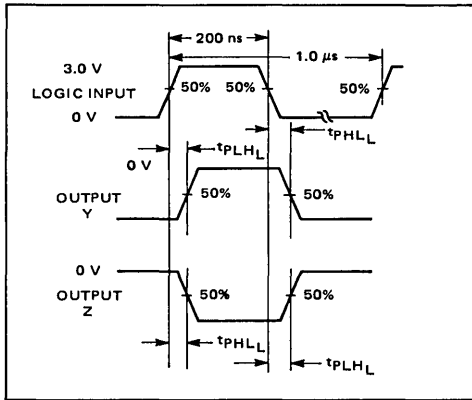 200 ns
1.0 μs
3.0 V
LOGIC INPUT
0 V
50% 50% 50%
tPLHL tPHLL
0 V
OUTPUT
Y
50% 50%
0 V
OUTPUT
Z
50% 50%
tPHLL
tPLHL